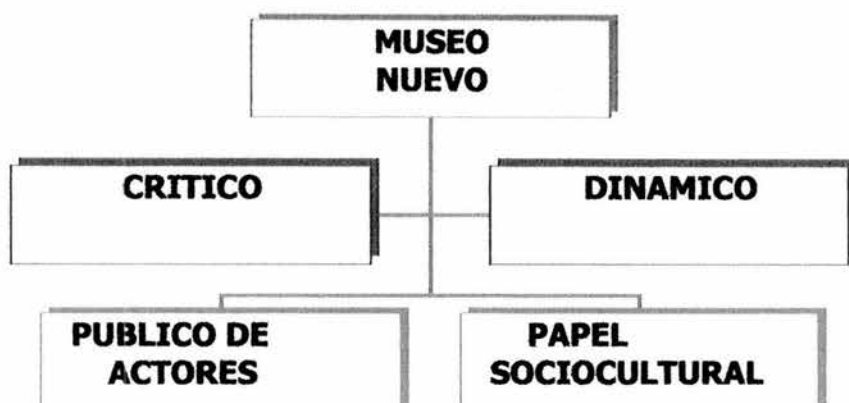 MUSEO
NUEVO
CRITICO
DINAMICO
PUBLICO DE
ACTORES
PAPEL
SOCIOCULTURAL